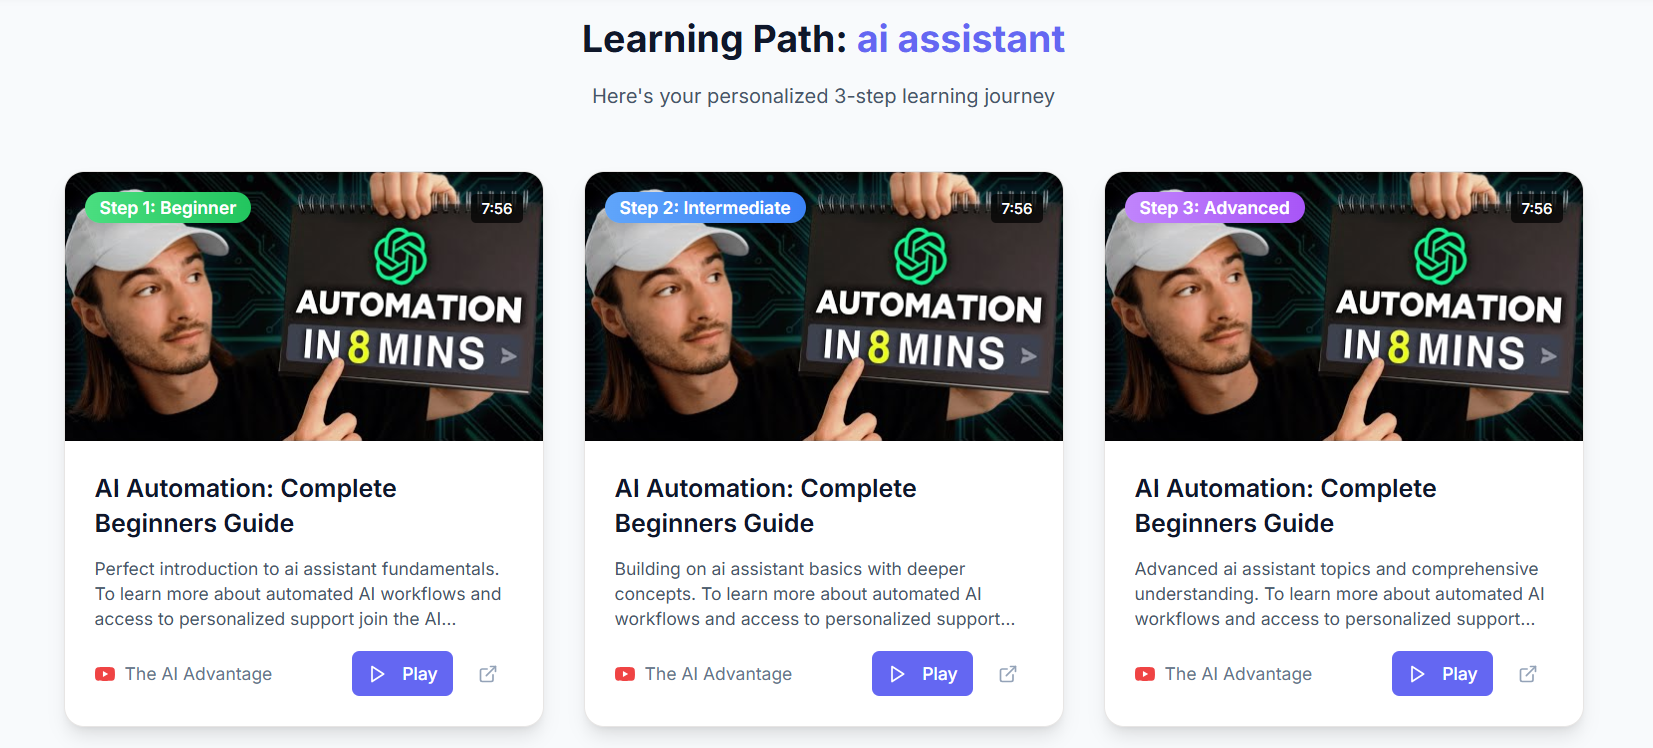 Learning Path: ai assistant
Here's your personalized 3-step learning journey
Step 1: Beginner
7:56
AUTOMATION
IN 8 MINS
AI Automation: Complete
Beginners Guide
Perfect introduction to ai assistant fundamentals.
To learn more about automated AI workflows and
access to personalized support join the AI...
The AI Advantage
Play
Step 2: Intermediate
7:56
AUTOMATION
IN 8 MINS
AI Automation: Complete
Beginners Guide
Building on ai assistant basics with deeper
concepts. To learn more about automated AI
workflows and access to personalized support...
The AI Advantage
Play
Step 3: Advanced
7:56
AUTOMATION
IN 8 MINS
AI Automation: Complete
Beginners Guide
Advanced ai assistant topics and comprehensive
understanding. To learn more about automated AI
workflows and access to personalized support...
The AI Advantage
Play